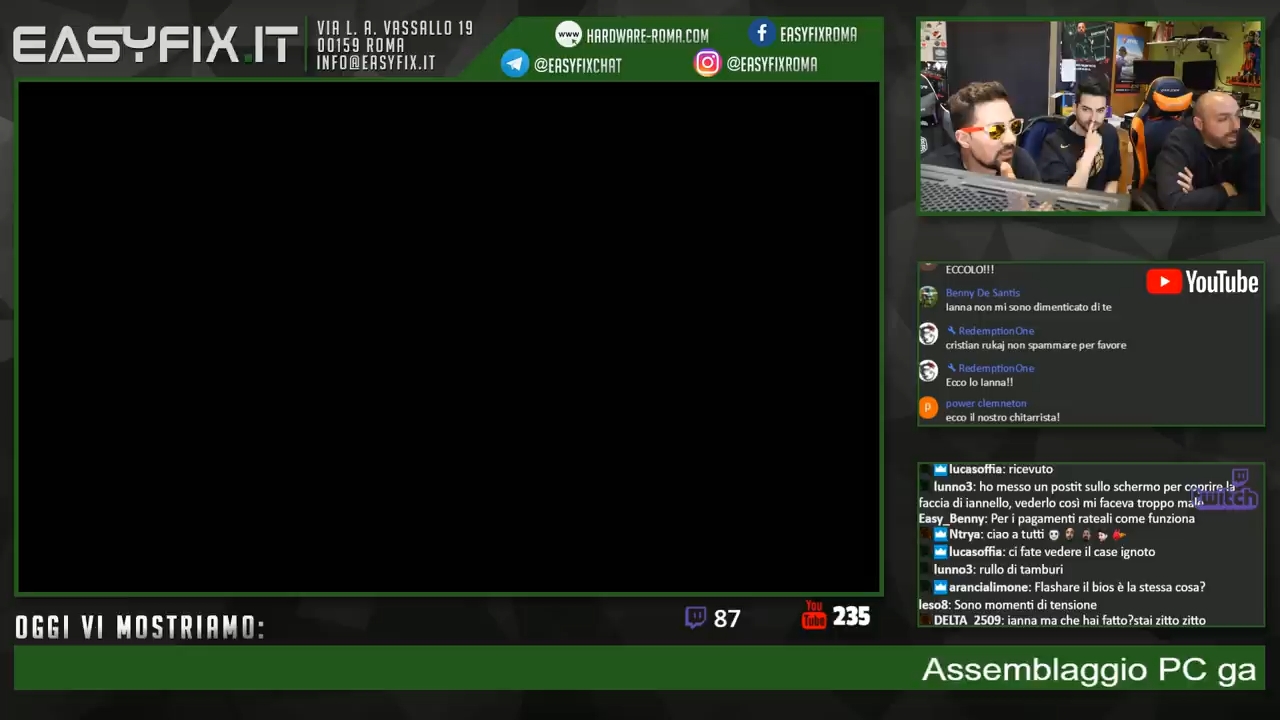 EASYFIX.IT
VIA L. A. VASSALLO 19
00159 ROMA
INFO@EASYFIX.IT
www HARDWARE-ROMA.COM
EASYFIXROMA
@EASYFIXCHAT
@EASYFIXROMA
YouTube
ECCOLO!!!
Benny De Santis
Ianna non mi sono dimenticato di te
RedemptionOne
cristian rukaj non spammare per favore
RedemptionOne
Ecco lo Ianna!!
P
power clemneton
ecco il nostro chitarrista!
twitch
lucasoffia: ricevuto
lunno3: ho messo un postit sullo schermo per coprire la
faccia di iannello, vederlo così mi faceva troppo male
Easy_Benny: Per i pagamenti rateali come funziona
Ntrya: ciao a tutti
lucasoffia: ci fate vedere il case ignoto
lunno3: rullo di tamburi
arancialimone: Flashare il bios è la stessa cosa?
leso8: Sono momenti di tensione
DELTA_2509: ianna ma che hai fatto?stai zitto zitto
OGGI VI MOSTRIAMO:
87
You Tube 235
Assemblaggio PC ga